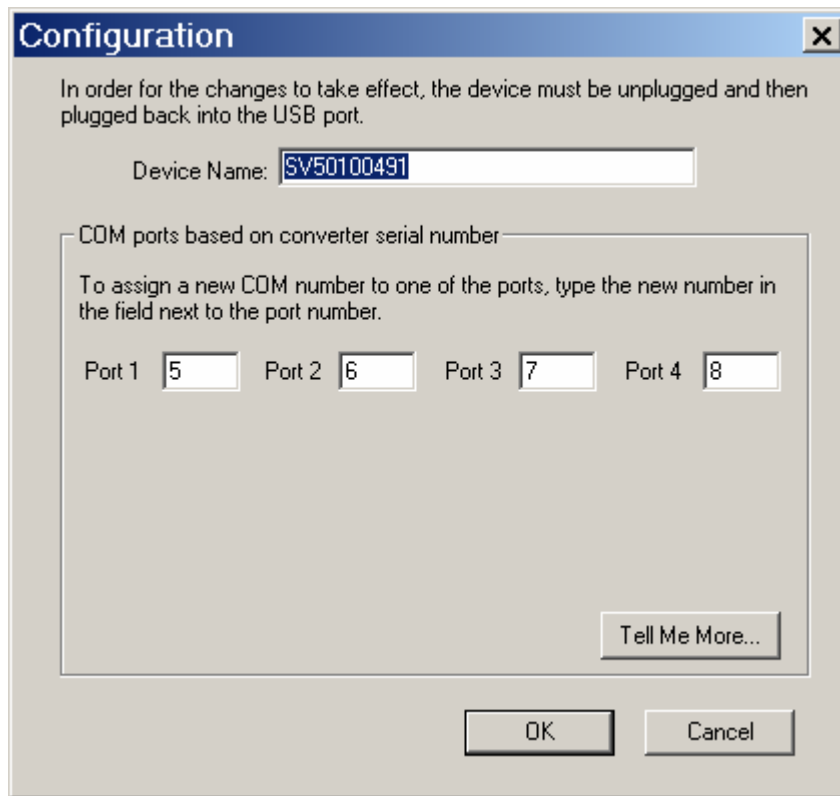 Configuration
In order for the changes to take effect, the device must be unplugged and then
plugged back into the USB port.
Device Name: SV50100491
COM ports based on converter serial number
To assign a new COM number to one of the ports, type the new number in
the field next to the port number.
Port 1 5 Port 2 6 Port 3 7 Port 4 8
Tell Me More...
OK Cancel